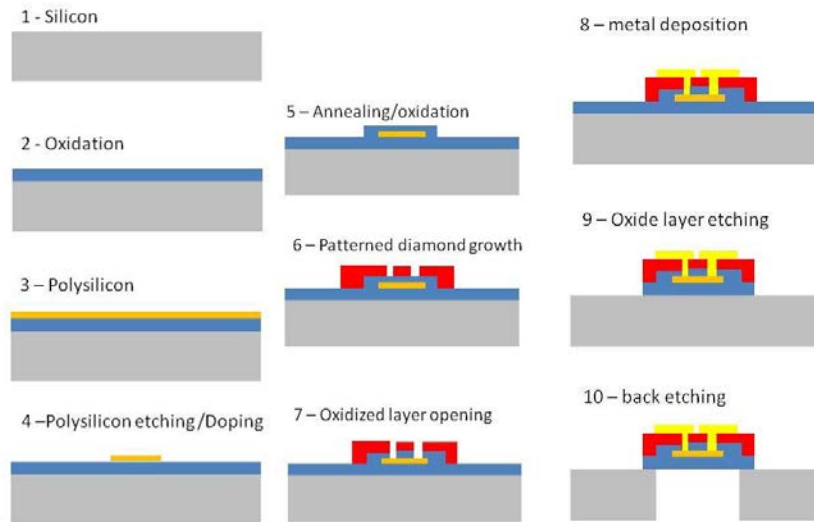 1 - Silicon
2 - Oxidation
3 – Polysilicon
4 –Polysilicon etching/Doping
5 – Annealing/oxidation
6 – Patterned diamond growth
7 – Oxidized layer opening
8 – metal deposition
9 – Oxide layer etching
10 – back etching